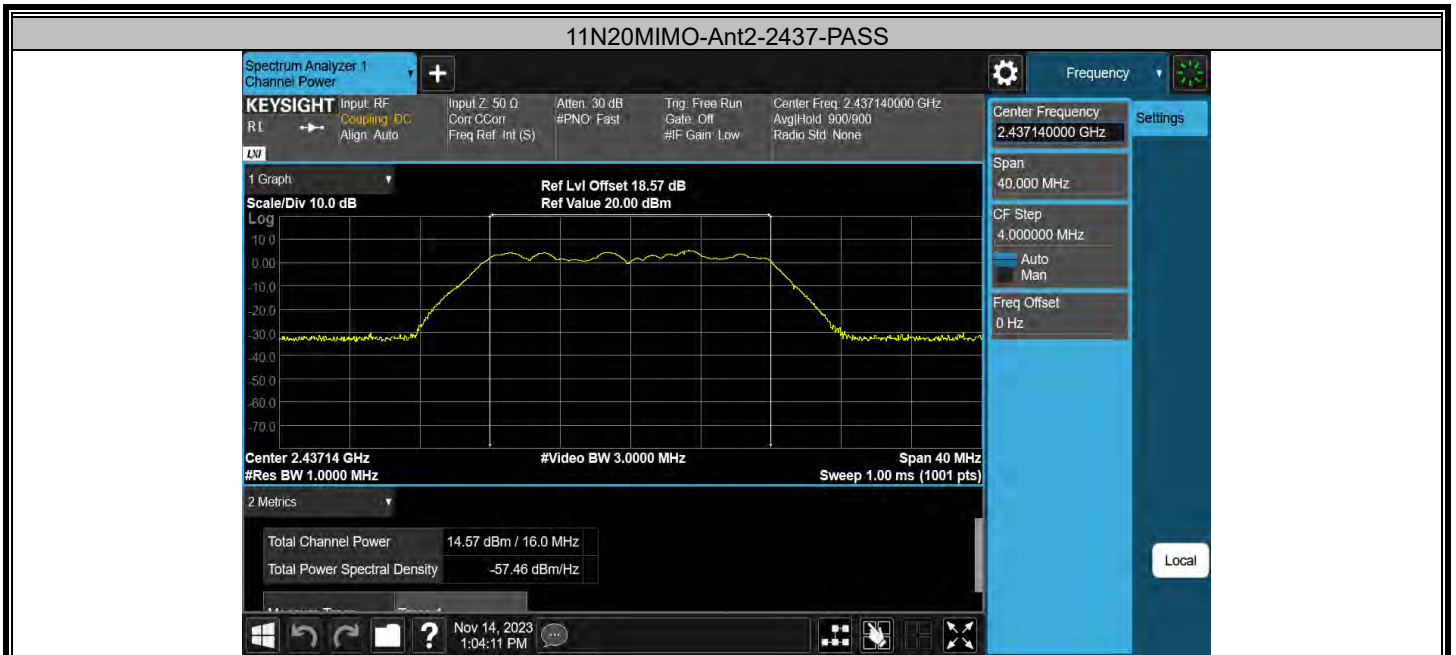 11N20MIMO-Ant2-2437-PASS
Spectrum Analyzer 1
Channel Power
+
Frequency
KEYSIGHT
RL
LXI
Input: RF
Coupling: DC
Align: Auto
Input Z: 50 Ω
Corr CCorr
Freq Ref: Int (S)
Atten: 30 dB
#PNO: Fast
Trig: Free Run
Gate: Off
#IF Gain: Low
Center Freq: 2.437140000 GHz
Avg|Hold: 900/900
Radio Std: None
Center Frequency
2.437140000 GHz
Settings
Span
40.000 MHz
CF Step
4.000000 MHz
Auto
Man
Freq Offset
0 Hz
Local
1 Graph
Scale/Div 10.0 dB
Ref Lvl Offset 18.57 dB
Ref Value 20.00 dBm
Log
10.0
0.00
-10.0
-20.0
-30.0
-40.0
-50.0
-60.0
-70.0
Center 2.43714 GHz
#Res BW 1.0000 MHz
#Video BW 3.0000 MHz
Span 40 MHz
Sweep 1.00 ms (1001 pts)
2 Metrics
Total Channel Power 14.57 dBm / 16.0 MHz
Total Power Spectral Density -57.46 dBm/Hz
?
Nov 14, 2023
1:04:11 PM